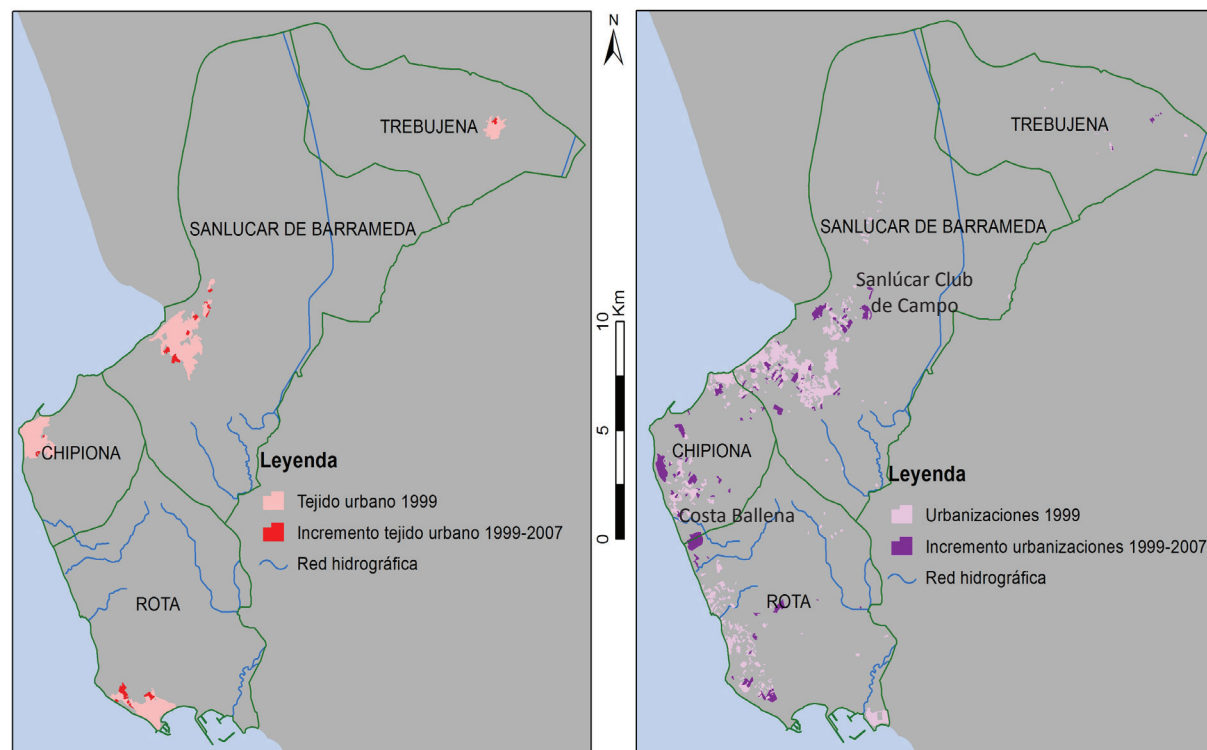 TREBUJENA
SANLUCAR DE BARRAMEDA
CHIPIONA
Leyenda
Tejido urbano 1999
Incremento tejido urbano 1999-2007
Red hidrográfica
ROTA
N
10
Km
5
0
TREBUJENA
SANLUCAR DE BARRAMEDA
Sanlúcar Club
de Campo
CHIPIONA
Costa Ballena
Leyenda
Urbanizaciones 1999
Incremento urbanizaciones 1999-2007
Red hidrográfica
ROTA